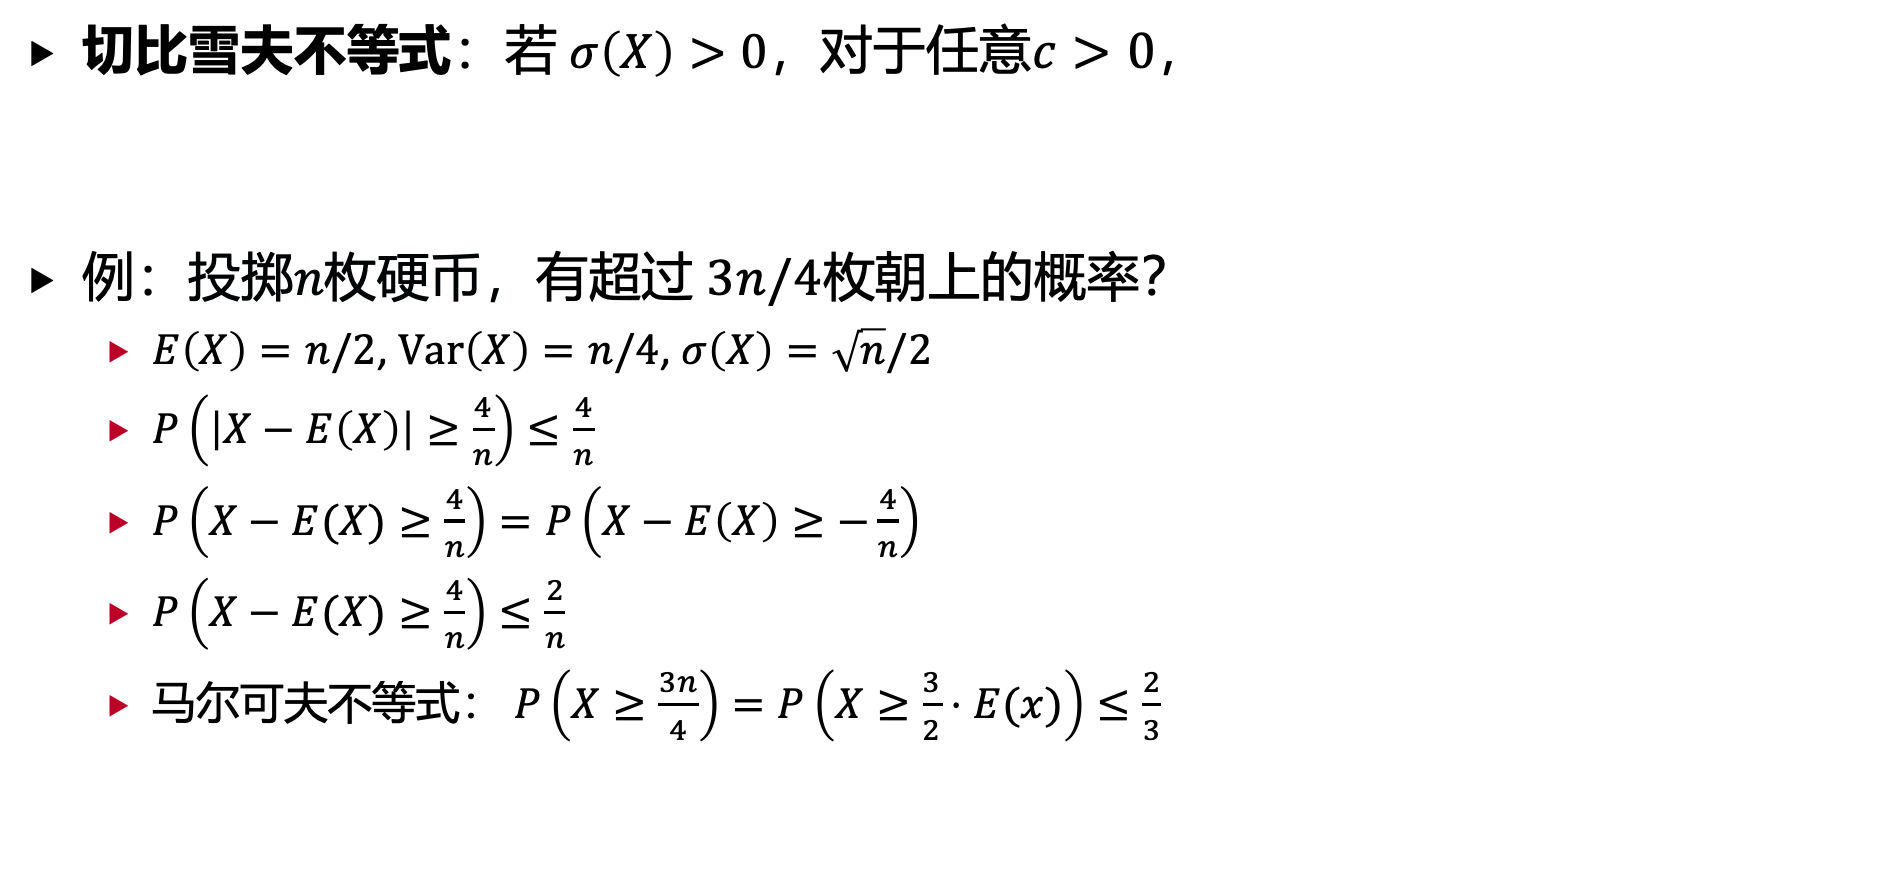 ▶ 切比雪夫不等式：若 σ(X) > 0，对于任意c > 0，
▶ 例：投掷n枚硬币，有超过 3n/4枚朝上的概率？
▶ E(X) = n/2, Var(X) = n/4, σ(X) = √n/2
▶ P(|X − E(X)| ≥ 4/n) ≤ 4/n
▶ P(X − E(X) ≥ 4/n) = P(X − E(X) ≥ −4/n)
▶ P(X − E(X) ≥ 4/n) ≤ 2/n
▶ 马尔可夫不等式： P(X ≥ 3n/4) = P(X ≥ 3/2 · E(x)) ≤ 2/3